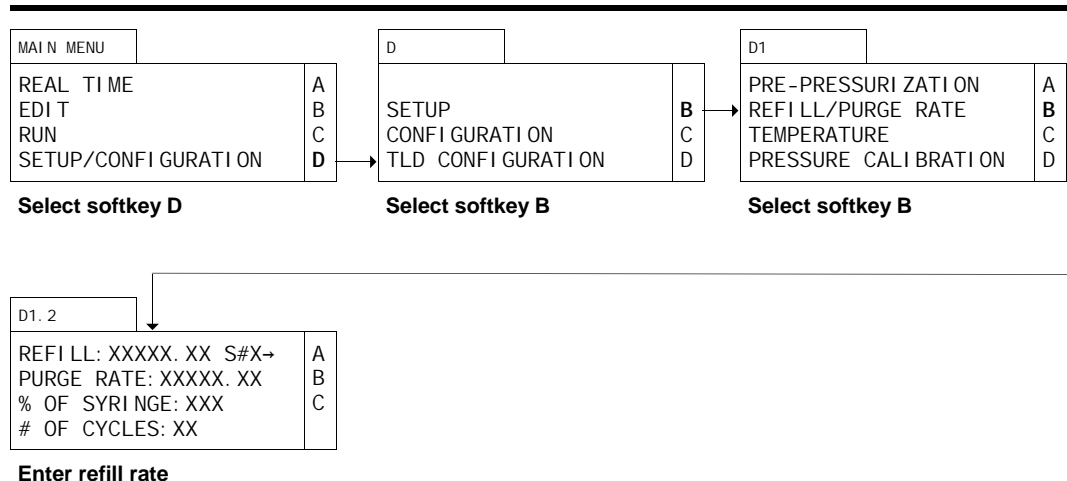 MAIN MENU
REAL TIME A
EDIT B
RUN C
SETUP/CONFIGURATION D
Select softkey D
D
SETUP B
CONFIGURATION C
TLD CONFIGURATION D
Select softkey B
D1
PRE-PRESSURIZATION A
REFILL/PURGE RATE B
TEMPERATURE C
PRESSURE CALIBRATION D
Select softkey B
D1.2
REFILL:XXXXX.XX S#X→ A
PURGE RATE:XXXXX.XX B
% OF SYRINGE:XXX C
# OF CYCLES:XX
Enter refill rate